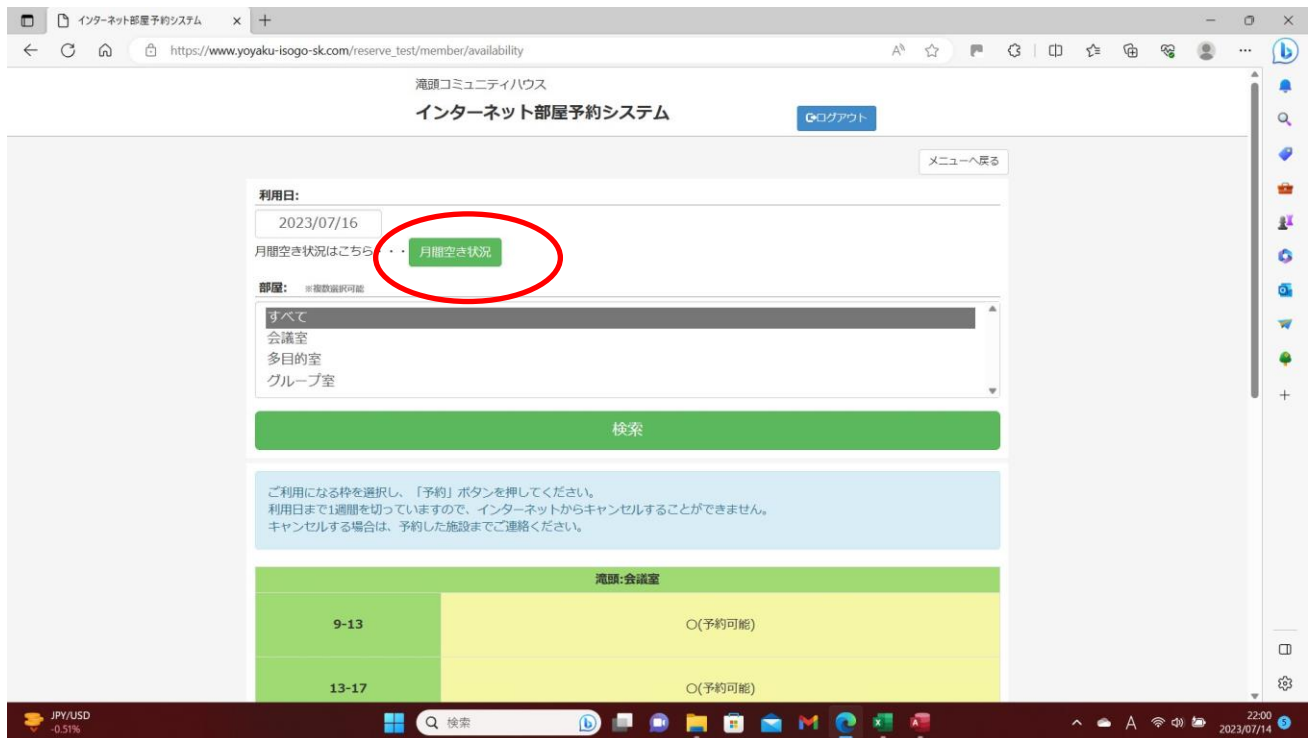 インターネット部屋予約システム
https://www.yoyaku-isogo-sk.com/reserve_test/member/availability
滝頭コミュニティハウス
インターネット部屋予約システム
ログアウト
メニューへ戻る
利用日:
2023/07/16
月間空き状況はこちら・・・ 月間空き状況
部屋: ※複数選択可能
すべて
会議室
多目的室
グループ室
検索
ご利用になる枠を選択し、「予約」ボタンを押してください。
利用日まで1週間を切っていますので、インターネットからキャンセルすることができません。
キャンセルする場合は、予約した施設までご連絡ください。
滝頭:会議室
9-13 〇(予約可能)
13-17 〇(予約可能)
JPY/USD
-0.51%
検索
A
22:00
2023/07/14
5